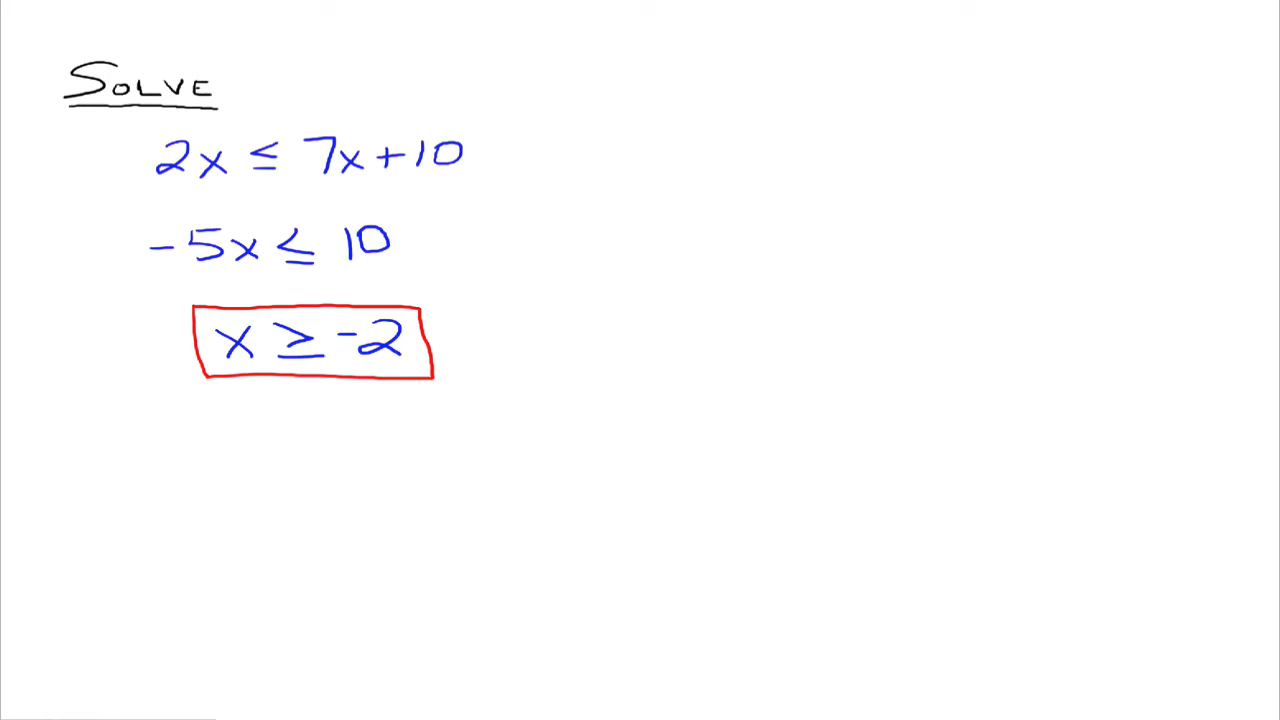 SOLVE
2x ≤ 7x+10
-5x ≤ 10
x ≥ -2